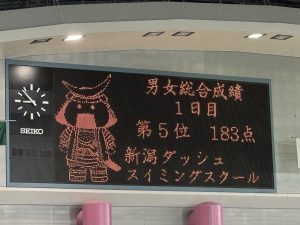 SEIKO
男女総合成績
1日目
第5位 183点
新潟ダッシュ
スイミングスクール